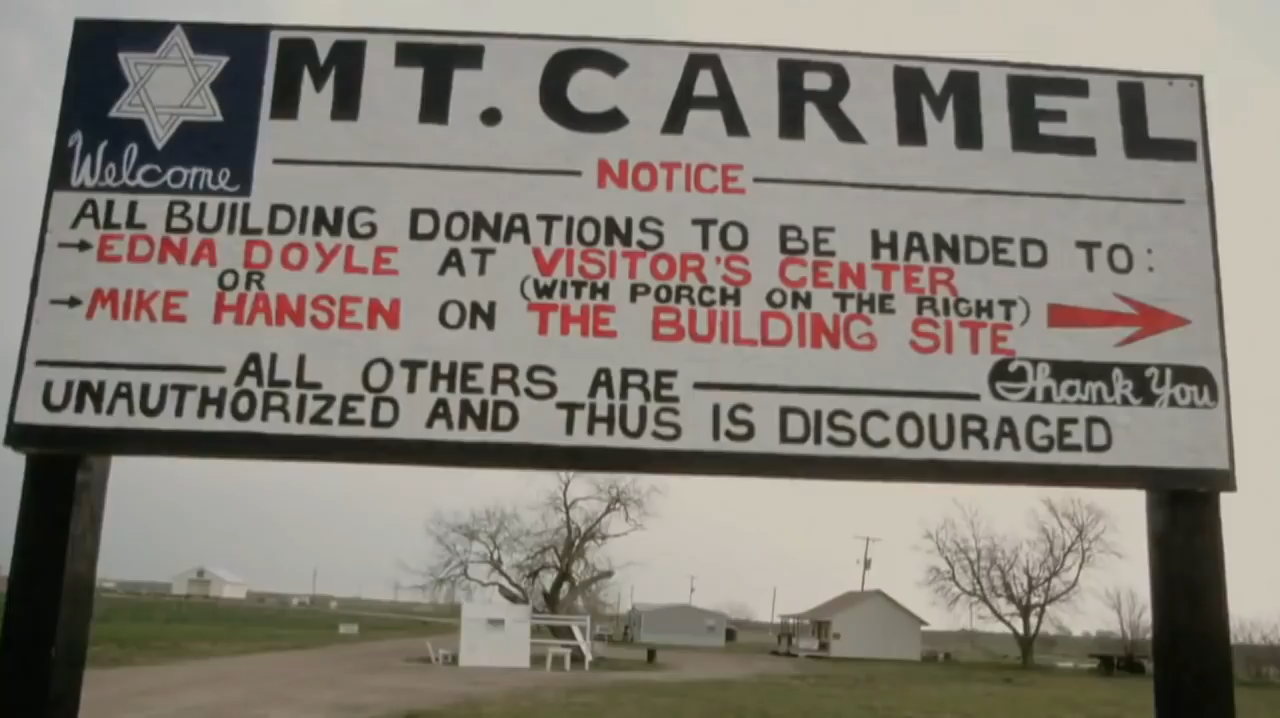 MT. CARMEL
Welcome
NOTICE
ALL BUILDING DONATIONS TO BE HANDED TO:
→EDNA DOYLE AT VISITOR'S CENTER
OR (WITH PORCH ON THE RIGHT)
→MIKE HANSEN ON THE BUILDING SITE
ALL OTHERS ARE
Thank You
UNAUTHORIZED AND THUS IS DISCOURAGED